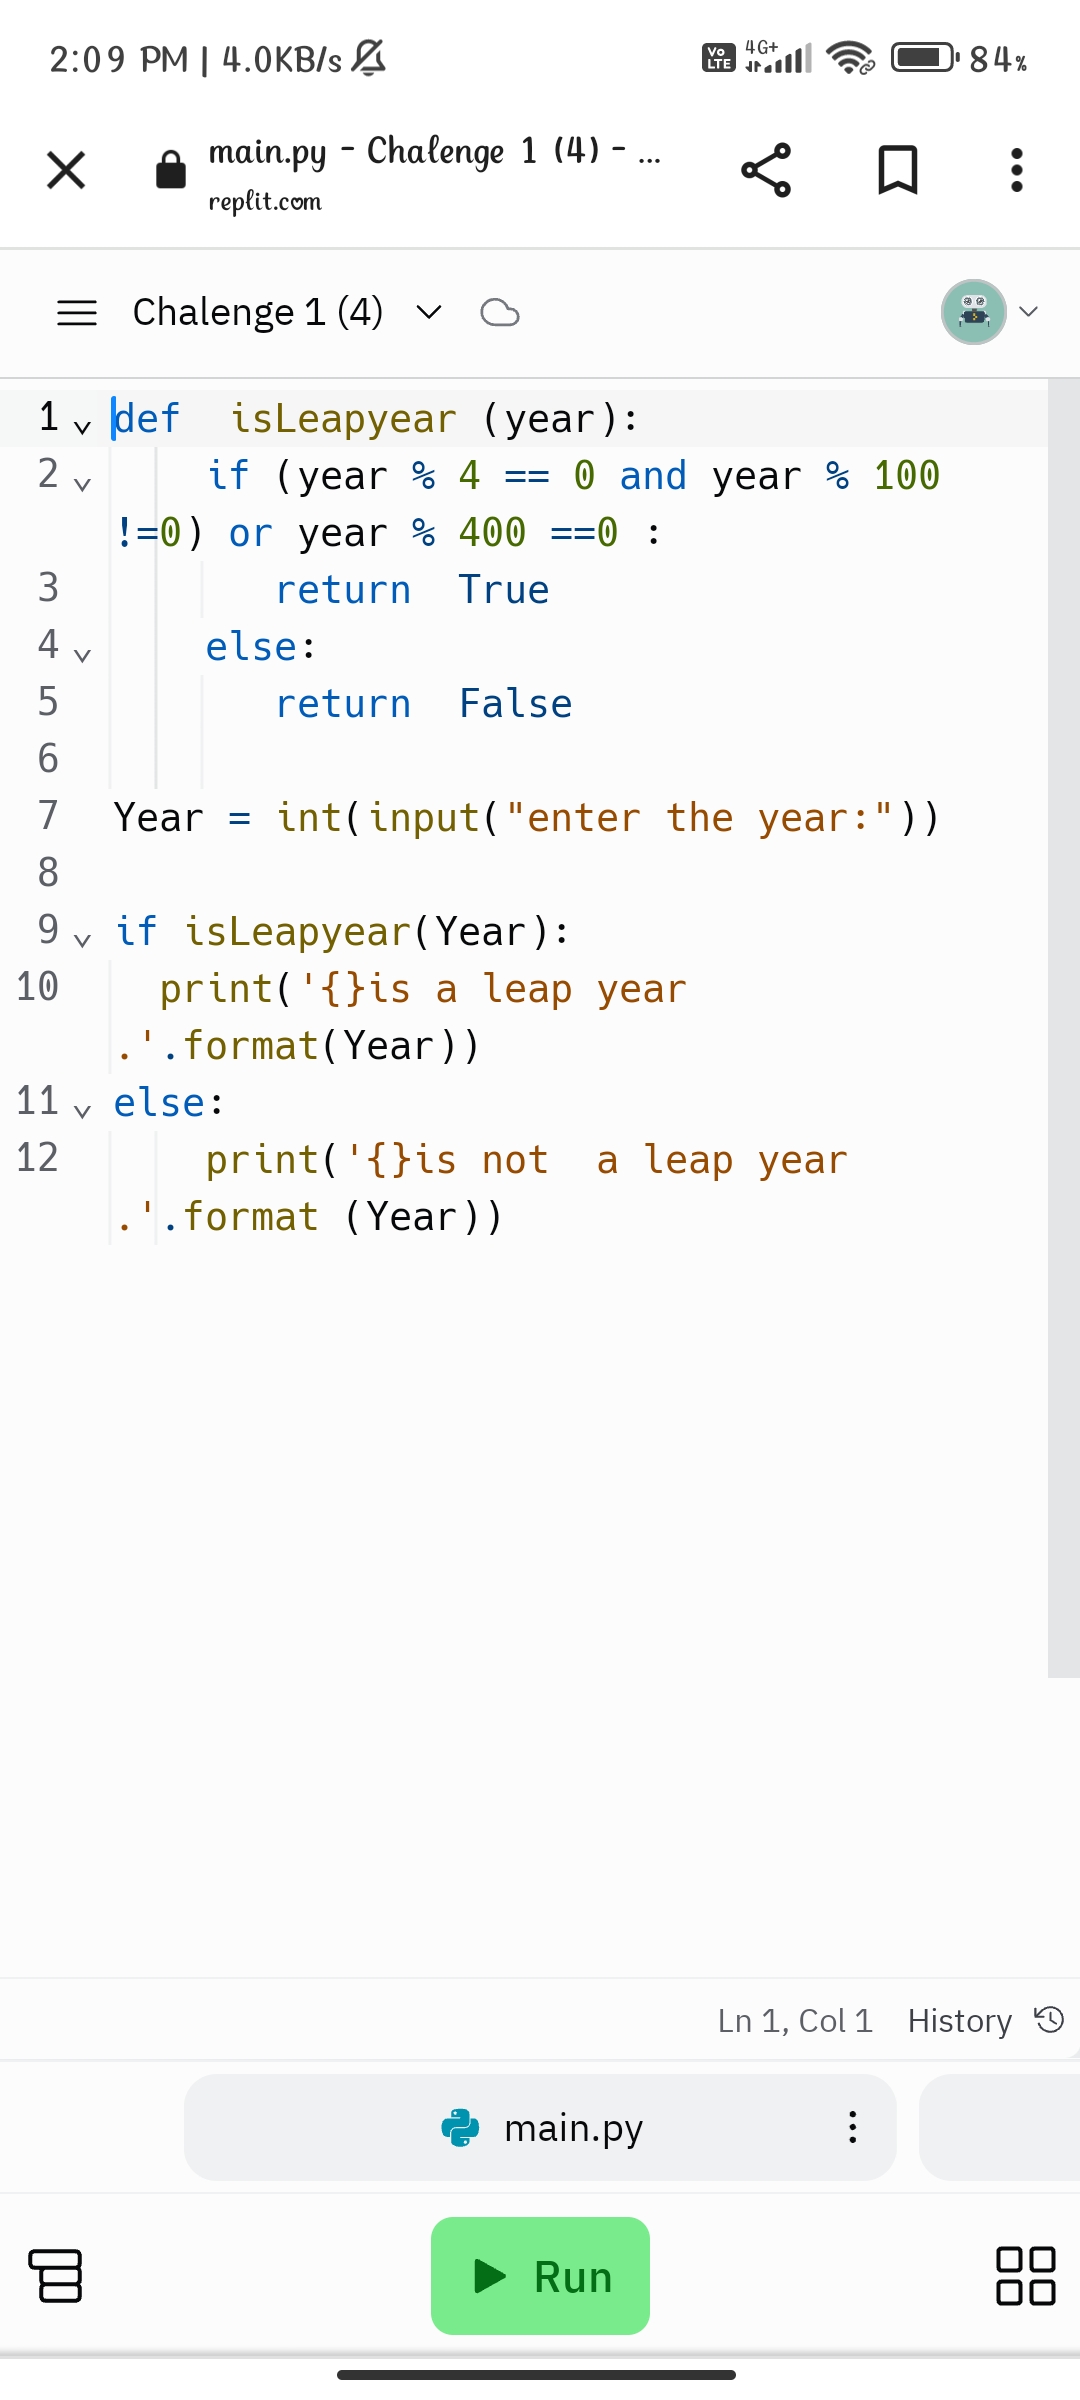 2:09 PM | 4.0KB/s Vo LTE 4G+ 84%
main.py - Chalenge 1 (4) - ...
replit.com
Chalenge 1 (4)
1 def  isLeapyear (year):
2 if (year % 4 == 0 and year % 100
!=0) or year % 400 ==0 :
3 return  True
4 else:
5 return  False
6
7 Year = int(input("enter the year:"))
8
9 if isLeapyear(Year):
10 print('{}is a leap year
.'.format(Year))
11 else:
12 print('{}is not  a leap year
.'.format (Year))
Ln 1, Col 1 History
main.py
Run